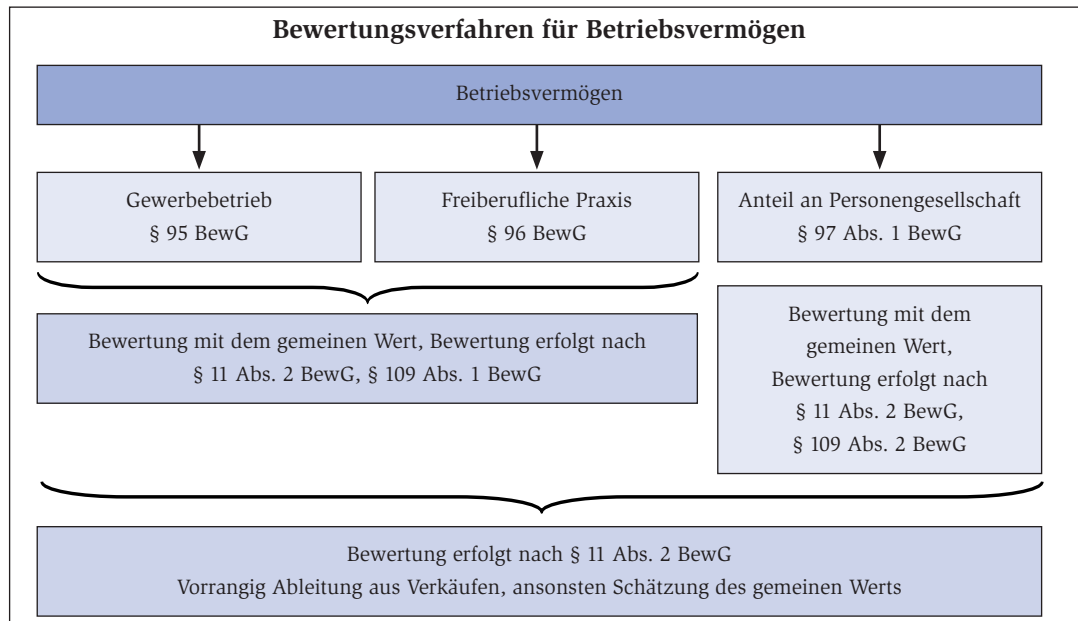 Bewertungsverfahren für Betriebsvermögen
Betriebsvermögen
Gewerbebetrieb
§ 95 BewG
Freiberufliche Praxis
§ 96 BewG
Anteil an Personengesellschaft
§ 97 Abs. 1 BewG
Bewertung mit dem gemeinen Wert, Bewertung erfolgt nach
§ 11 Abs. 2 BewG, § 109 Abs. 1 BewG
Bewertung mit dem
gemeinen Wert,
Bewertung erfolgt nach
§ 11 Abs. 2 BewG,
§ 109 Abs. 2 BewG
Bewertung erfolgt nach § 11 Abs. 2 BewG
Vorrangig Ableitung aus Verkäufen, ansonsten Schätzung des gemeinen Werts